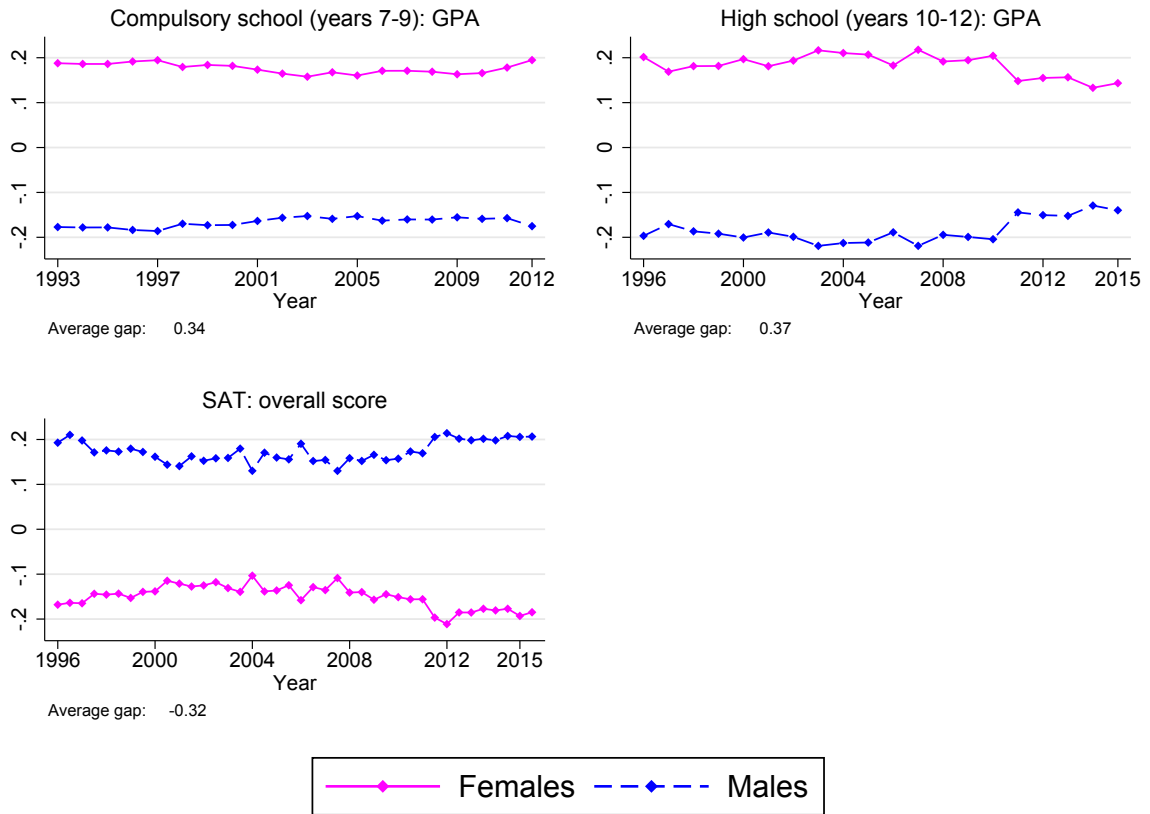 Compulsory school (years 7-9): GPA
.2
.1
0
-.1
-.2
1993 1997 2001 2005 2009 2012
Year
Average gap: 0.34
High school (years 10-12): GPA
.2
.1
0
-.1
-.2
1996 2000 2004 2008 2012 2015
Year
Average gap: 0.37
SAT: overall score
.2
.1
0
-.1
-.2
1996 2000 2004 2008 2012 2015
Year
Average gap: -0.32
Females Males